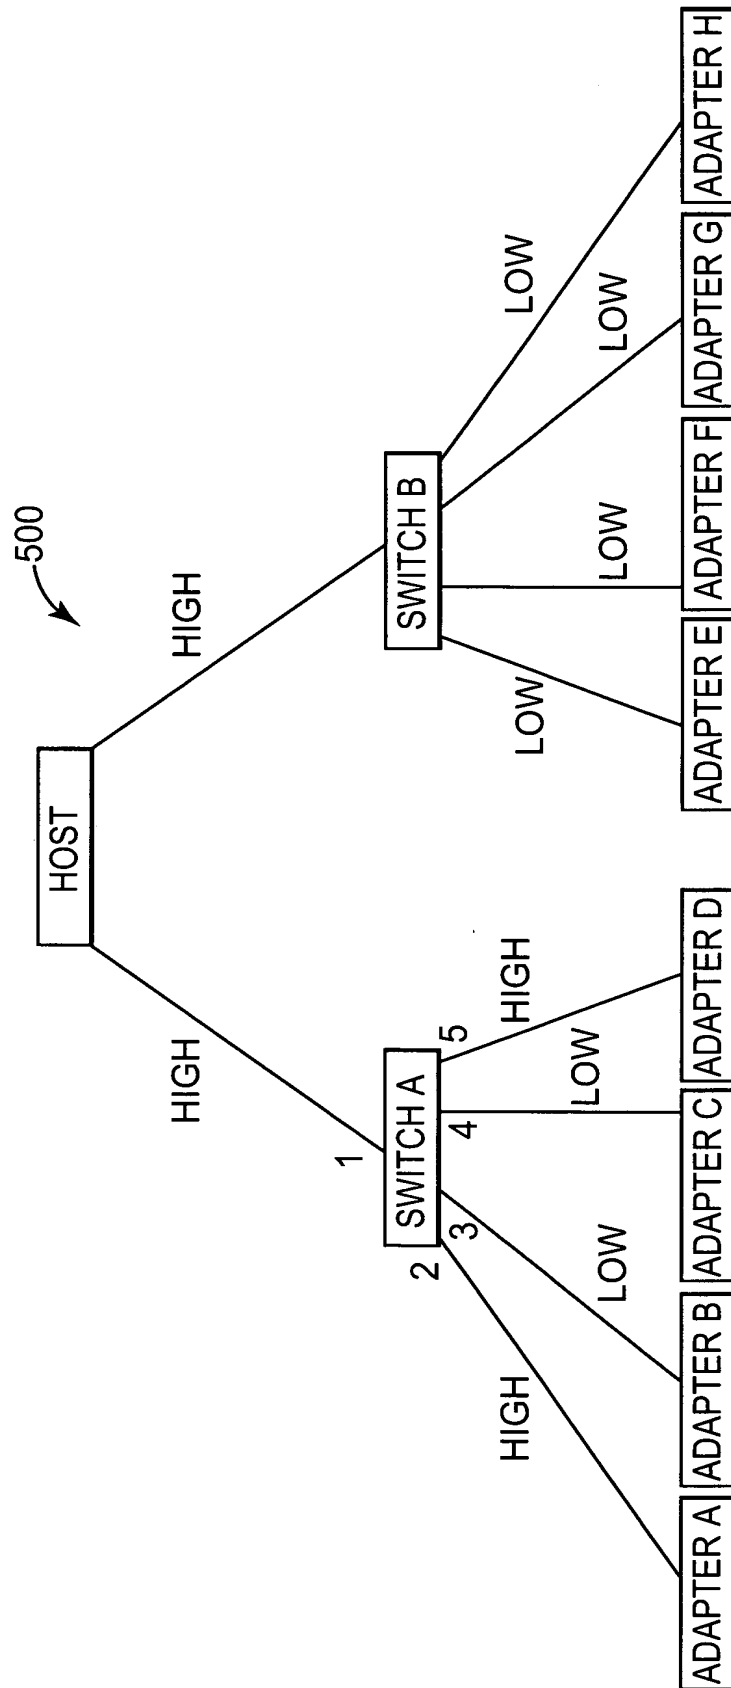 500
HOST
HIGH
HIGH
1
SWITCH A
2
3
4
5
SWITCH B
HIGH
LOW
LOW
HIGH
LOW
LOW
LOW
LOW
ADAPTER A
ADAPTER B
ADAPTER C
ADAPTER D
ADAPTER E
ADAPTER F
ADAPTER G
ADAPTER H